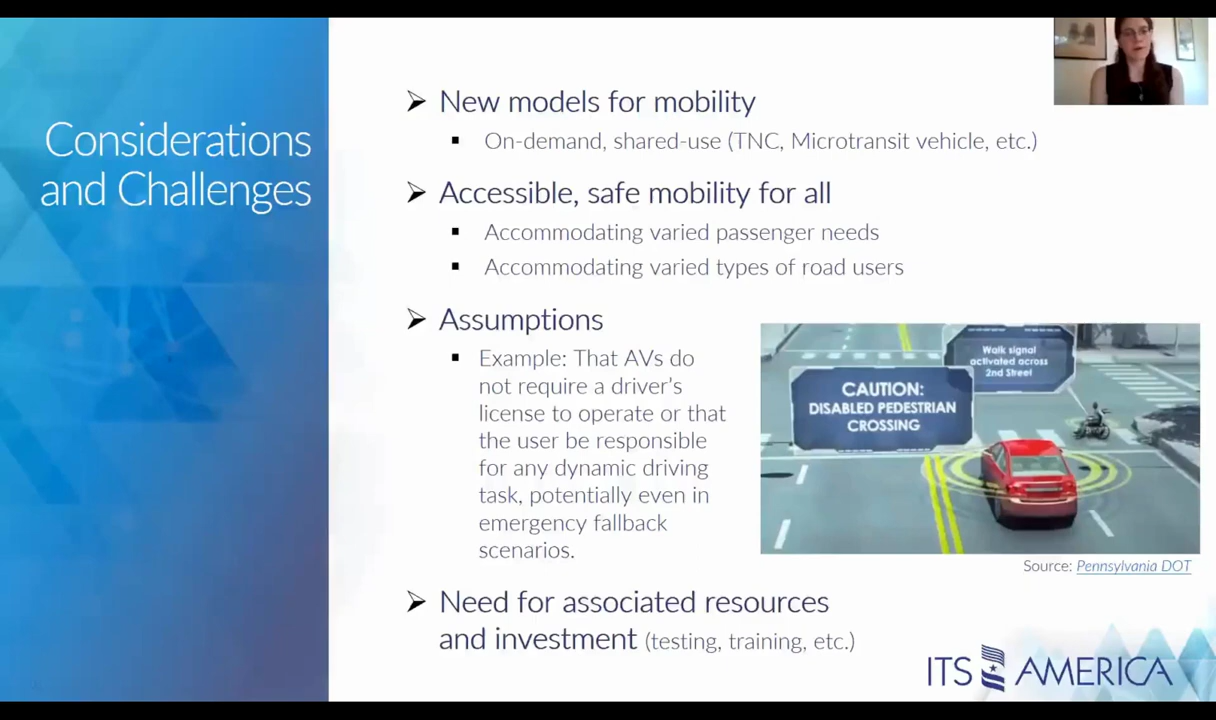 Considerations
and Challenges
➢ New models for mobility
▪ On-demand, shared-use (TNC, Microtransit vehicle, etc.)
➢ Accessible, safe mobility for all
▪ Accommodating varied passenger needs
▪ Accommodating varied types of road users
➢ Assumptions
▪ Example: That AVs do
not require a driver's
license to operate or that
the user be responsible
for any dynamic driving
task, potentially even in
emergency fallback
scenarios.
Walk signal
activated across
2nd Street
CAUTION:
DISABLED PEDESTRIAN
CROSSING
Source: Pennsylvania DOT
➢ Need for associated resources
and investment (testing, training, etc.)
ITS AMERICA